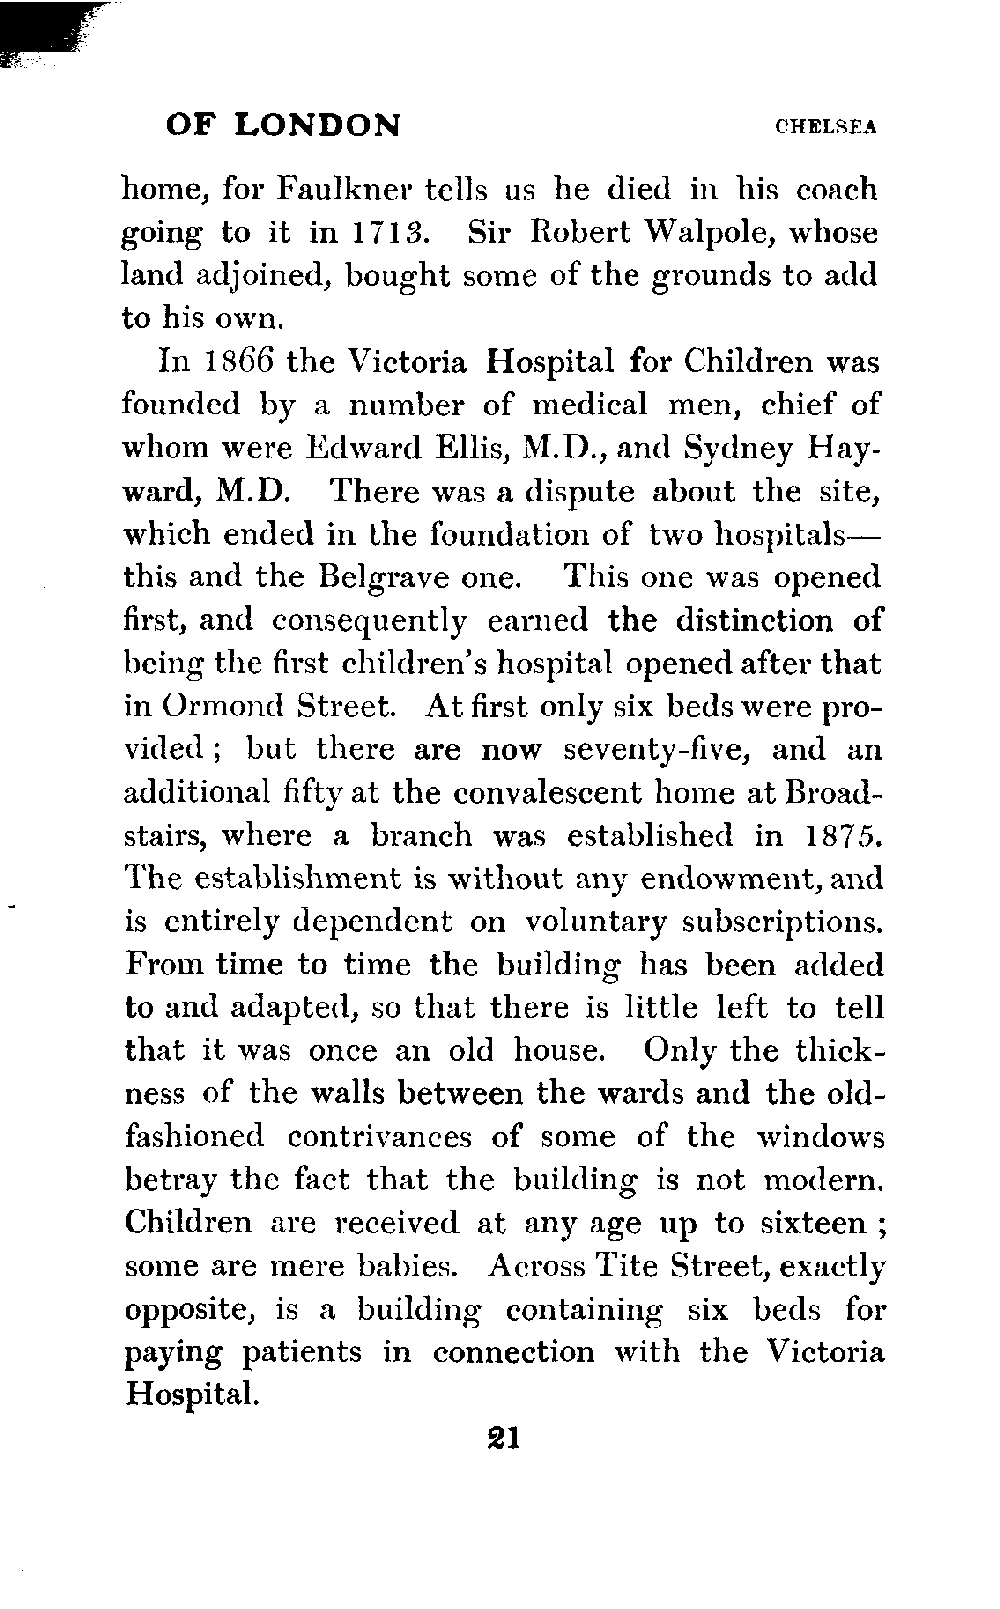 OF LONDON CHELSEA
home, for Faulkner tells us he died in his coach
going to it in 1713. Sir Robert Walpole, whose
land adjoined, bought some of the grounds to add
to his own.
In 1866 the Victoria Hospital for Children was
founded by a number of medical men, chief of
whom were Edward Ellis, M.D., and Sydney Hay-
ward, M.D. There was a dispute about the site,
which ended in the foundation of two hospitals—
this and the Belgrave one. This one was opened
first, and consequently earned the distinction of
being the first children's hospital opened after that
in Ormond Street. At first only six beds were pro-
vided ; but there are now seventy-five, and an
additional fifty at the convalescent home at Broad-
stairs, where a branch was established in 1875.
The establishment is without any endowment, and
is entirely dependent on voluntary subscriptions.
From time to time the building has been added
to and adapted, so that there is little left to tell
that it was once an old house. Only the thick-
ness of the walls between the wards and the old-
fashioned contrivances of some of the windows
betray the fact that the building is not modern.
Children are received at any age up to sixteen ;
some are mere babies. Across Tite Street, exactly
opposite, is a building containing six beds for
paying patients in connection with the Victoria
Hospital.
21